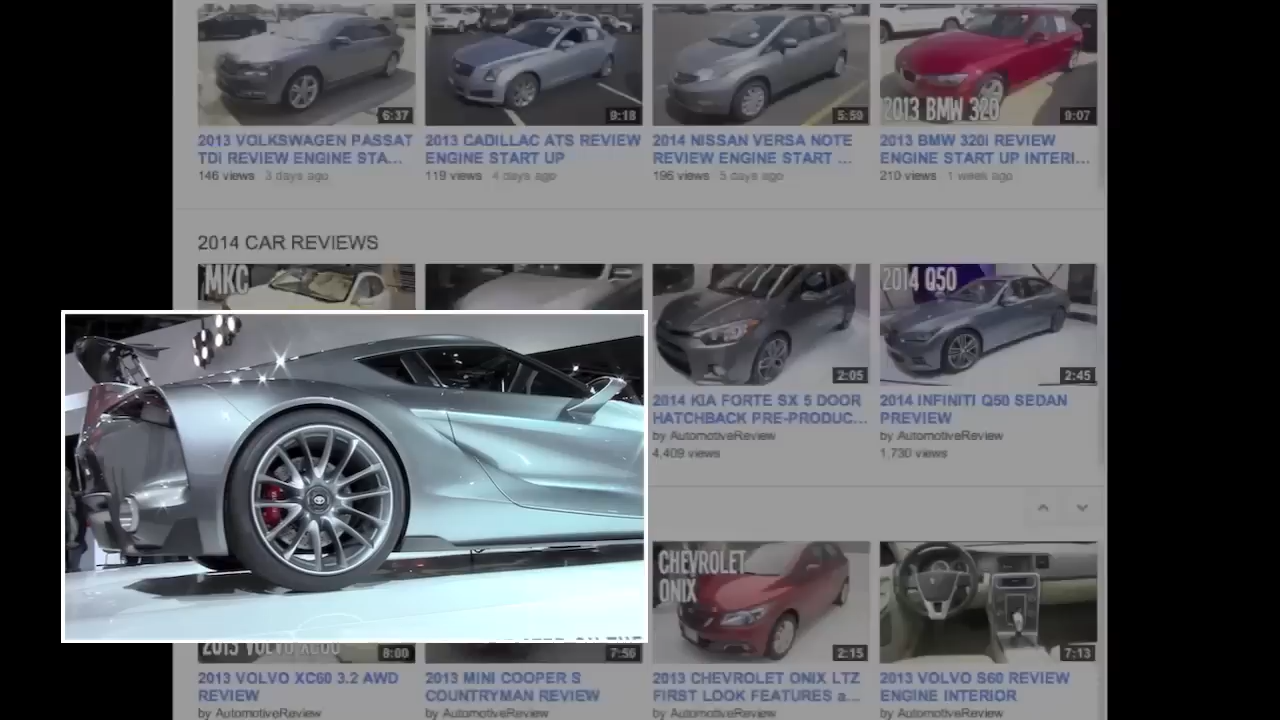 6:37
9:18
5:59
2013 BMW 320
9:07
2013 VOLKSWAGEN PASSAT
TDI REVIEW ENGINE STA...
146 views 3 days ago
2013 CADILLAC ATS REVIEW
ENGINE START UP
119 views 4 days ago
2014 NISSAN VERSA NOTE
REVIEW ENGINE START ...
196 views 5 days ago
2013 BMW 320i REVIEW
ENGINE START UP INTERI...
210 views 1 week ago
2014 CAR REVIEWS
MKC
2014 Q50
2:05
2:45
2014 KIA FORTE SX 5 DOOR
HATCHBACK PRE-PRODUC...
by AutomotiveReview
4,409 views
2014 INFINITI Q50 SEDAN
PREVIEW
by AutomotiveReview
1,730 views
CHEVROLET
ONIX
2013 VOLVO XC60
8:00
7:56
2:15
7:13
2013 VOLVO XC60 3.2 AWD
REVIEW
by AutomotiveReview
2013 MINI COOPER S
COUNTRYMAN REVIEW
by AutomotiveReview
2013 CHEVROLET ONIX LTZ
FIRST LOOK FEATURES a...
by AutomotiveReview
2013 VOLVO S60 REVIEW
ENGINE INTERIOR
by AutomotiveReview